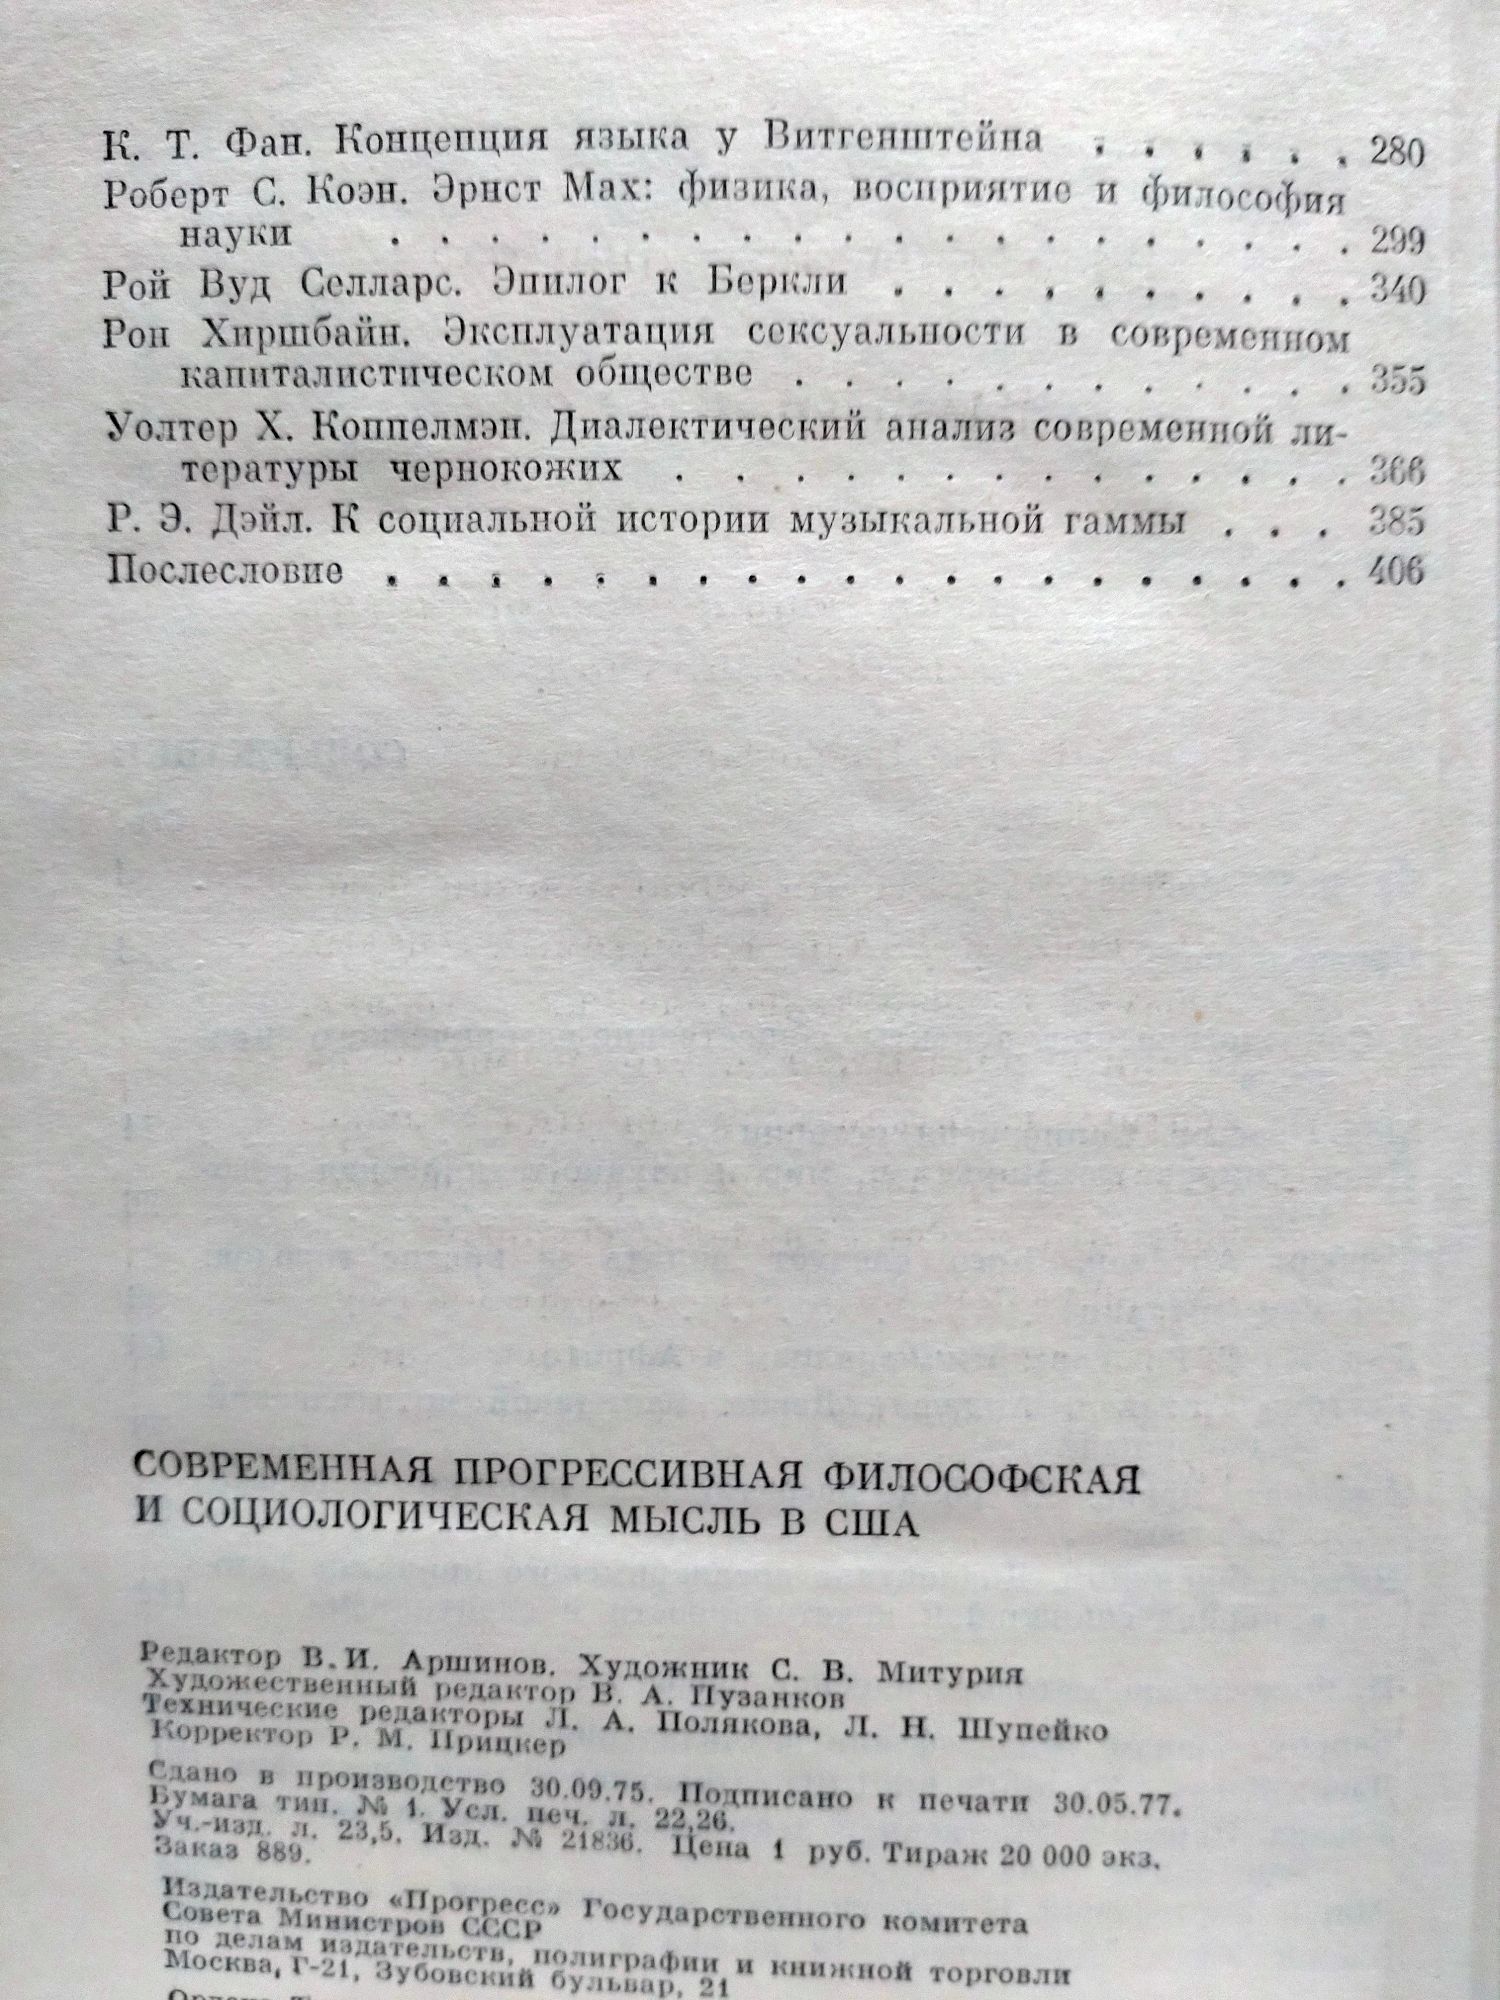 К. Т. Фан. Концепция языка у Витгенштейна . . . . . . 280
Роберт С. Коэн. Эрнст Мах: физика, восприятие и философия
науки . . . . . . . . . . . . . . . . . . . . 299
Рой Вуд Селларс. Эпилог к Беркли . . . . . . . . . . 340
Рон Хиршбайн. Эксплуатация сексуальности в современном
капиталистическом обществе . . . . . . . . . . . . 355
Уолтер Х. Коппелмэн. Диалектический анализ современной ли-
тературы чернокожих . . . . . . . . . . . . . . 366
Р. Э. Дэйл. К социальной истории музыкальной гаммы . . . 385
Послесловие . . . . . . . . . . . . . . . . . . . . 406
СОВРЕМЕННАЯ ПРОГРЕССИВНАЯ ФИЛОСОФСКАЯ
И СОЦИОЛОГИЧЕСКАЯ МЫСЛЬ В США
Редактор В. И. Аршинов. Художник С. В. Митурия
Художественный редактор В. А. Пузанков
Технические редакторы Л. А. Полякова, Л. Н. Шупейко
Корректор Р. М. Прицкер
Сдано в производство 30.09.75. Подписано к печати 30.05.77.
Бумага тип. № 1. Усл. печ. л. 22,26.
Уч.-изд. л. 23,5. Изд. № 21836. Цена 1 руб. Тираж 20 000 экз.
Заказ 889.
Издательство «Прогресс» Государственного комитета
Совета Министров СССР
по делам издательств, полиграфии и книжной торговли
Москва, Г-21, Зубовский бульвар, 21